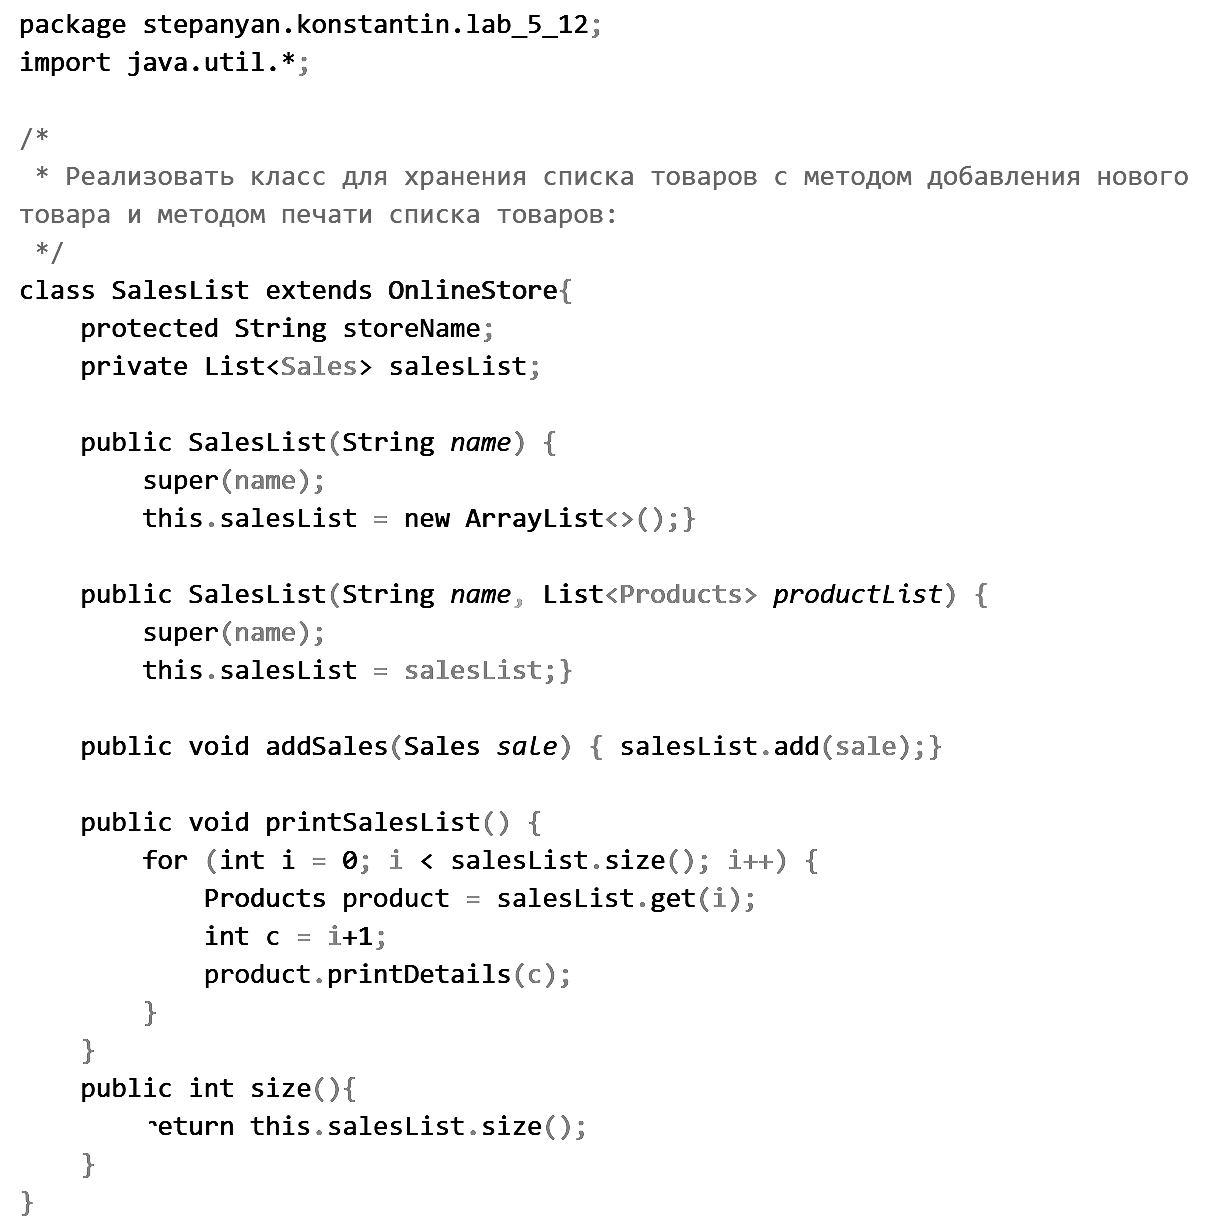 package stepanyan.konstantin.lab_5_12;
import java.util.*;

/*
 * Реализовать класс для хранения списка товаров с методом добавления нового
товара и методом печати списка товаров:
 */
class SalesList extends OnlineStore{
    protected String storeName;
    private List<Sales> salesList;

    public SalesList(String name) {
        super(name);
        this.salesList = new ArrayList<>();}

    public SalesList(String name, List<Products> productList) {
        super(name);
        this.salesList = salesList;}

    public void addSales(Sales sale) { salesList.add(sale);}

    public void printSalesList() {
        for (int i = 0; i < salesList.size(); i++) {
            Products product = salesList.get(i);
            int c = i+1;
            product.printDetails(c);
        }
    }
    public int size(){
        return this.salesList.size();
    }
}